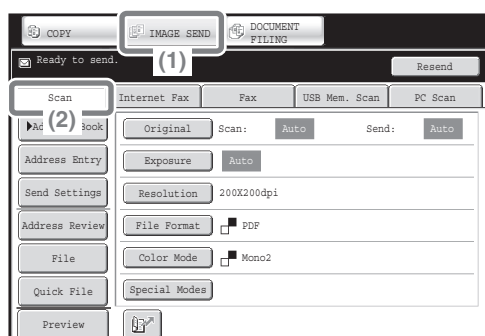 COPY
IMAGE SEND
DOCUMENT
FILING
Ready to send.
(1)
Resend
Scan
Internet Fax
Fax
USB Mem. Scan
PC Scan
(2)
Book
Original
Scan:
Auto
Send:
Auto
Address Entry
Exposure
Auto
Send Settings
Resolution
200X200dpi
Address Review
File Format
PDF
File
Color Mode
Mono2
Quick File
Special Modes
Preview